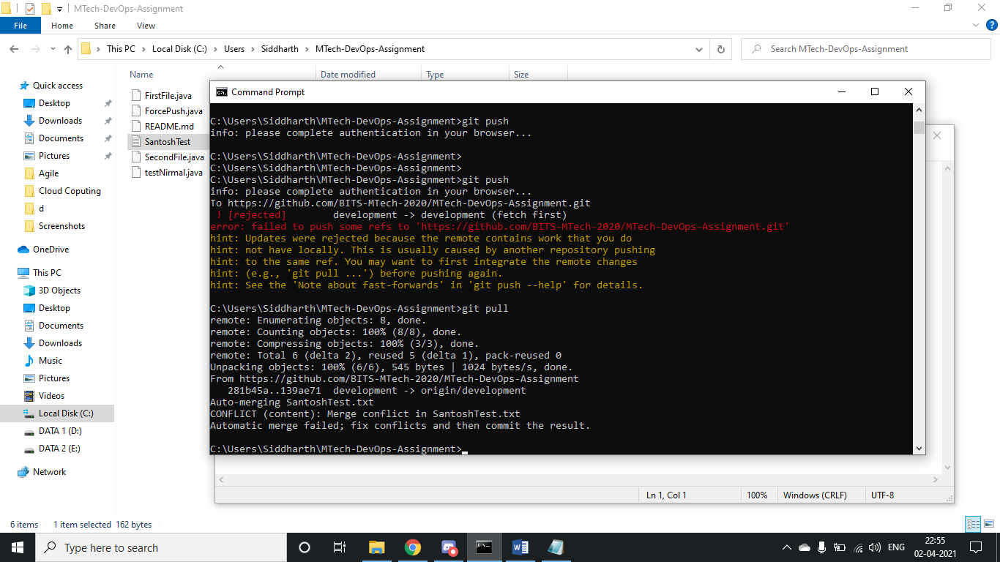 MTech-DevOps-Assignment
File Home Share View
This PC Local Disk (C:) Users Siddharth MTech-DevOps-Assignment
Search MTech-DevOps-Assignment
Quick access
Desktop
Downloads
Documents
Pictures
Agile
Cloud Coputing
d
Screenshots
OneDrive
This PC
3D Objects
Desktop
Documents
Downloads
Music
Pictures
Videos
Local Disk (C:)
DATA 1 (D:)
DATA 2 (E:)
Network
Name Date modified Type Size
FirstFile.java
ForcePush.java
README.md
SantoshTest
SecondFile.java
testNirmal.java
Command Prompt
C:\Users\Siddharth\MTech-DevOps-Assignment>git push
info: please complete authentication in your browser...
C:\Users\Siddharth\MTech-DevOps-Assignment>
C:\Users\Siddharth\MTech-DevOps-Assignment>
C:\Users\Siddharth\MTech-DevOps-Assignment>git push
info: please complete authentication in your browser...
To https://github.com/BITS-MTech-2020/MTech-DevOps-Assignment.git
! [rejected] development -> development (fetch first)
error: failed to push some refs to 'https://github.com/BITS-MTech-2020/MTech-DevOps-Assignment.git'
hint: Updates were rejected because the remote contains work that you do
hint: not have locally. This is usually caused by another repository pushing
hint: to the same ref. You may want to first integrate the remote changes
hint: (e.g., 'git pull ...') before pushing again.
hint: See the 'Note about fast-forwards' in 'git push --help' for details.
C:\Users\Siddharth\MTech-DevOps-Assignment>git pull
remote: Enumerating objects: 8, done.
remote: Counting objects: 100% (8/8), done.
remote: Compressing objects: 100% (3/3), done.
remote: Total 6 (delta 2), reused 5 (delta 1), pack-reused 0
Unpacking objects: 100% (6/6), 545 bytes | 1024 bytes/s, done.
From https://github.com/BITS-MTech-2020/MTech-DevOps-Assignment
281b45a..139ae71 development -> origin/development
Auto-merging SantoshTest.txt
CONFLICT (content): Merge conflict in SantoshTest.txt
Automatic merge failed; fix conflicts and then commit the result.
C:\Users\Siddharth\MTech-DevOps-Assignment>
Ln 1, Col 1 100% Windows (CRLF) UTF-8
6 items 1 item selected 162 bytes
Type here to search
ENG
22:55
02-04-2021